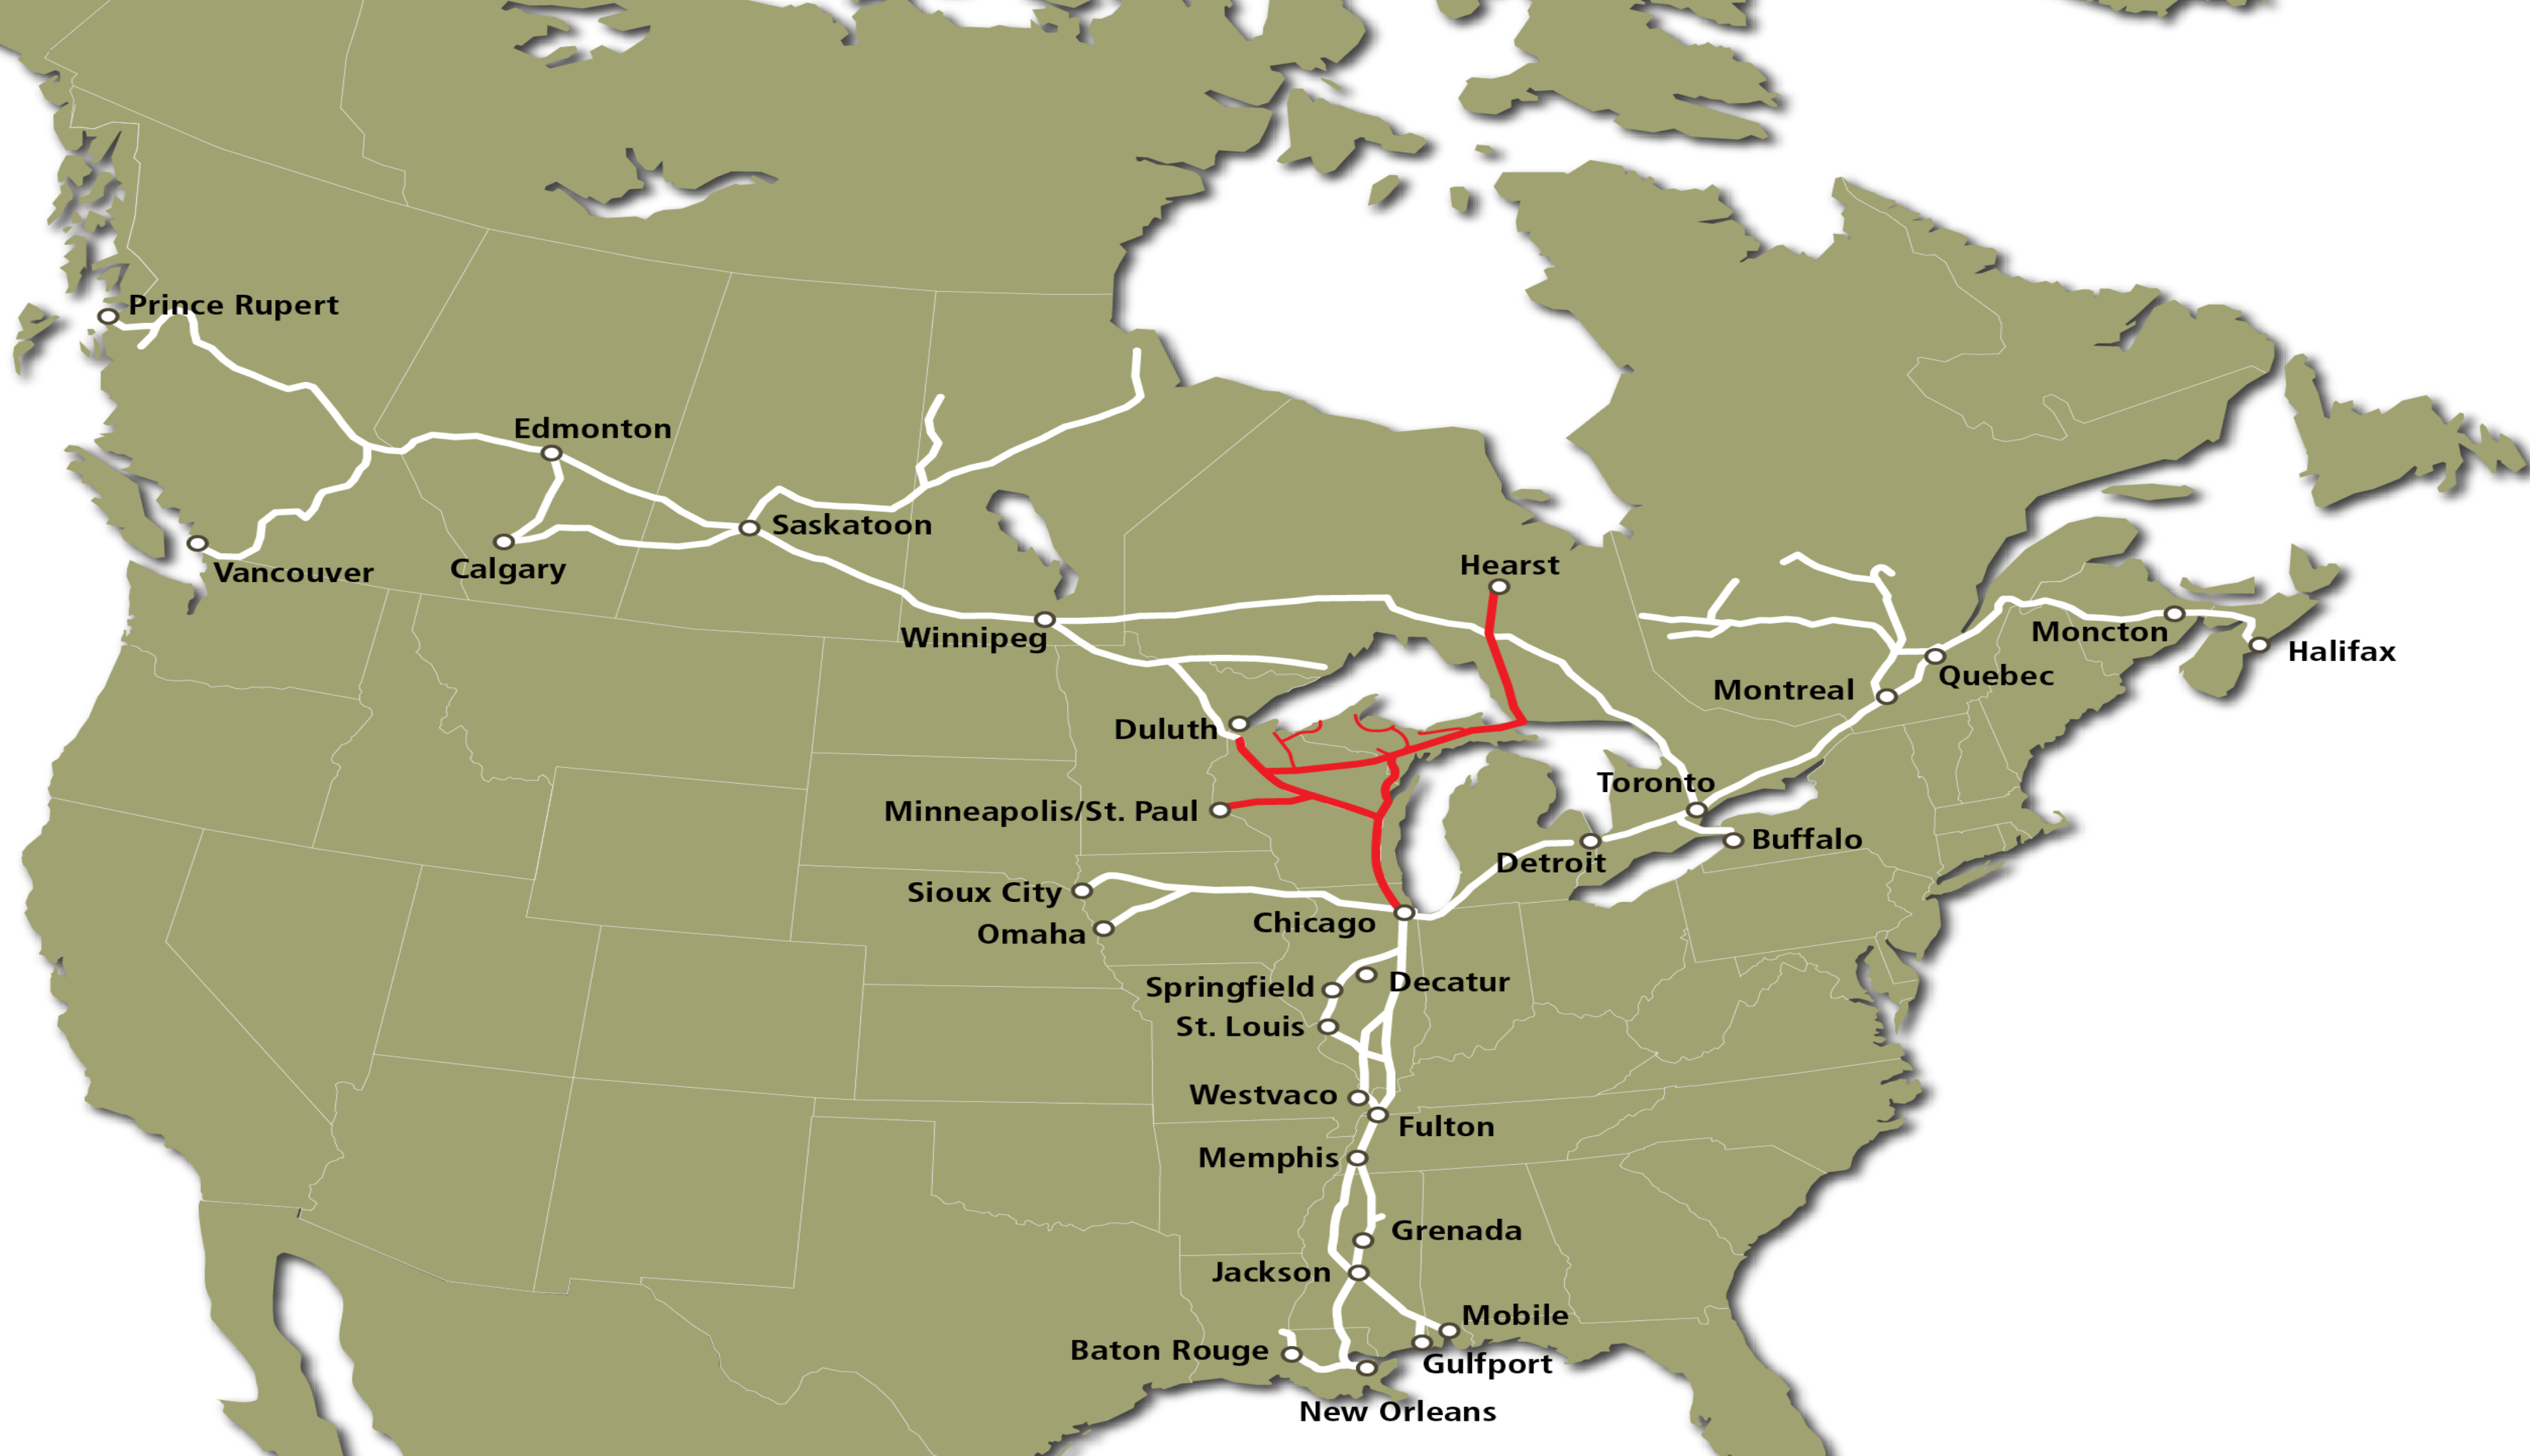 Prince Rupert
Edmonton
Saskatoon
Vancouver
Calgary
Hearst
Winnipeg
Moncton
Halifax
Quebec
Montreal
Duluth
Toronto
Minneapolis/St. Paul
Buffalo
Detroit
Sioux City
Chicago
Omaha
Decatur
Springfield
St. Louis
Westvaco
Fulton
Memphis
Grenada
Jackson
Mobile
Baton Rouge
Gulfport
New Orleans